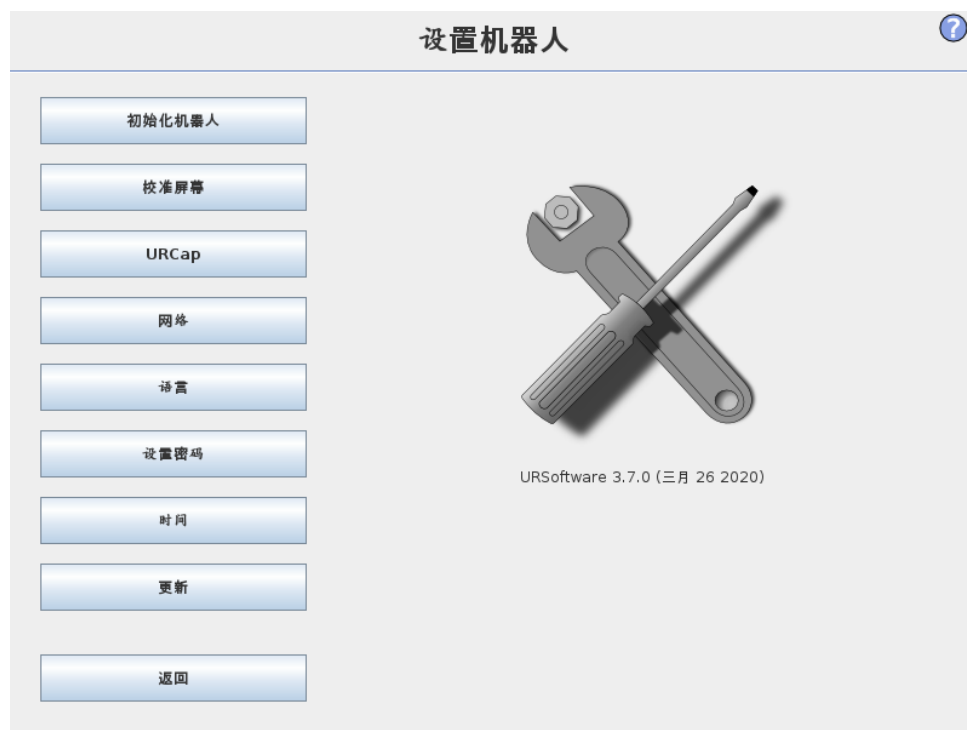 设置机器人
?
初始化机器人
校准屏幕
URCap
网络
语言
设置密码
时间
更新
返回
URSoftware 3.7.0 (三月 26 2020)